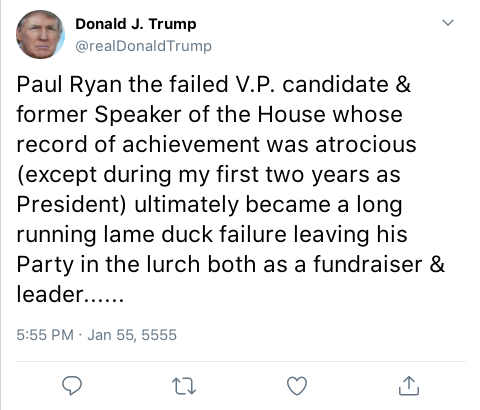 Donald J. Trump
@realDonaldTrump
Paul Ryan the failed V.P. candidate &
former Speaker of the House whose
record of achievement was atrocious
(except during my first two years as
President) ultimately became a long
running lame duck failure leaving his
Party in the lurch both as a fundraiser &
leader......
5:55 PM · Jan 55, 5555